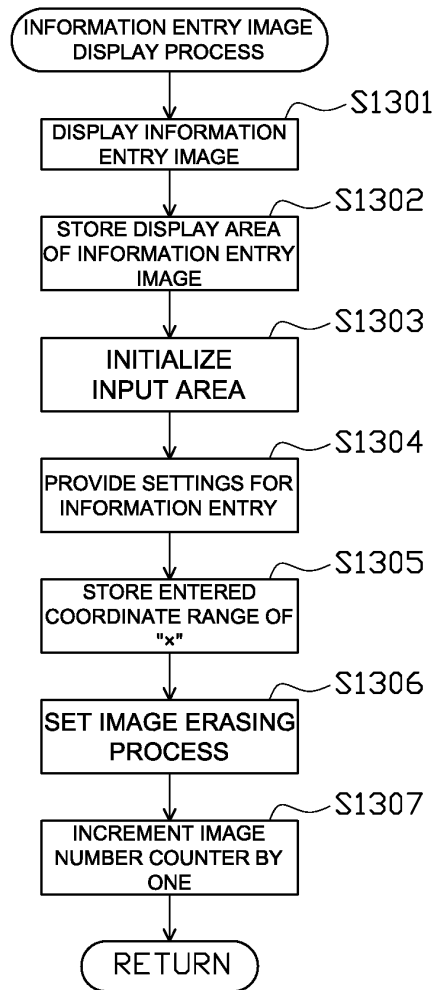 INFORMATION ENTRY IMAGE
DISPLAY PROCESS
S1301
DISPLAY INFORMATION
ENTRY IMAGE
S1302
STORE DISPLAY AREA
OF INFORMATION ENTRY
IMAGE
S1303
INITIALIZE
INPUT AREA
S1304
PROVIDE SETTINGS FOR
INFORMATION ENTRY
S1305
STORE ENTERED
COORDINATE RANGE OF
"×"
S1306
SET IMAGE ERASING
PROCESS
S1307
INCREMENT IMAGE
NUMBER COUNTER BY
ONE
RETURN